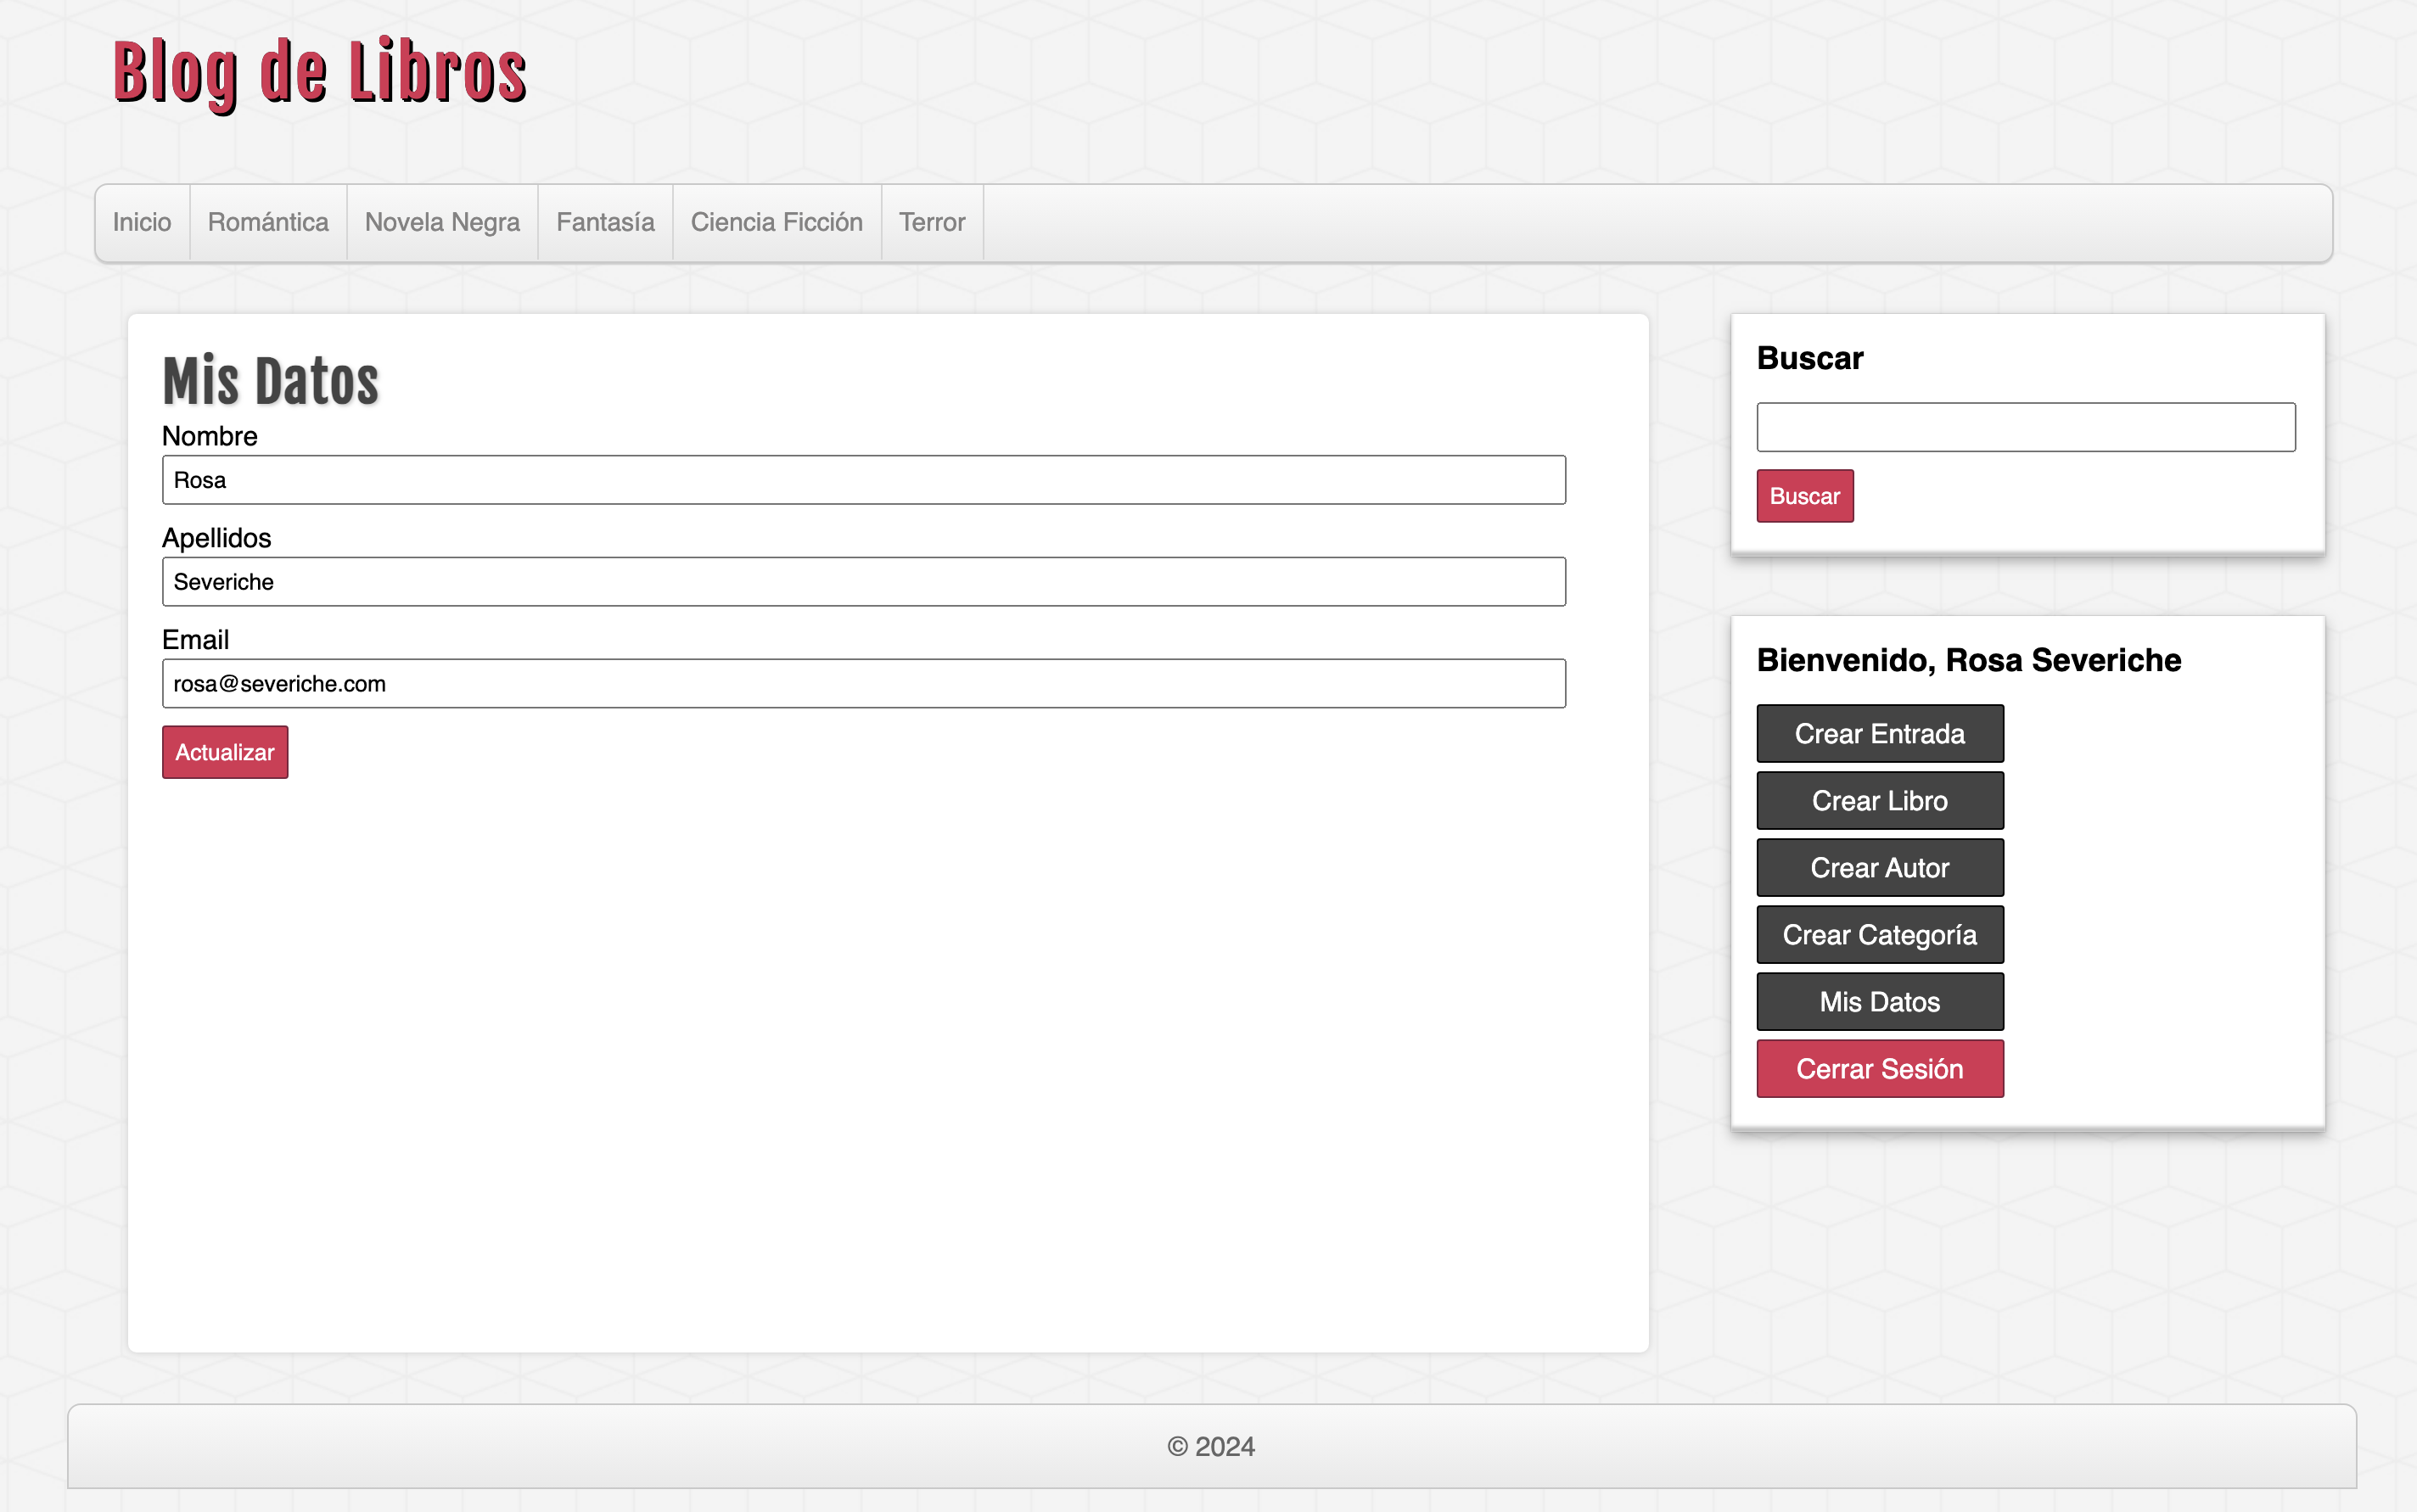 Blog de Libros
Inicio Romántica Novela Negra Fantasía Ciencia Ficción Terror
Mis Datos
Nombre
Rosa
Apellidos
Severiche
Email
rosa@severiche.com
Actualizar
Buscar
Buscar
Bienvenido, Rosa Severiche
Crear Entrada
Crear Libro
Crear Autor
Crear Categoría
Mis Datos
Cerrar Sesión
© 2024